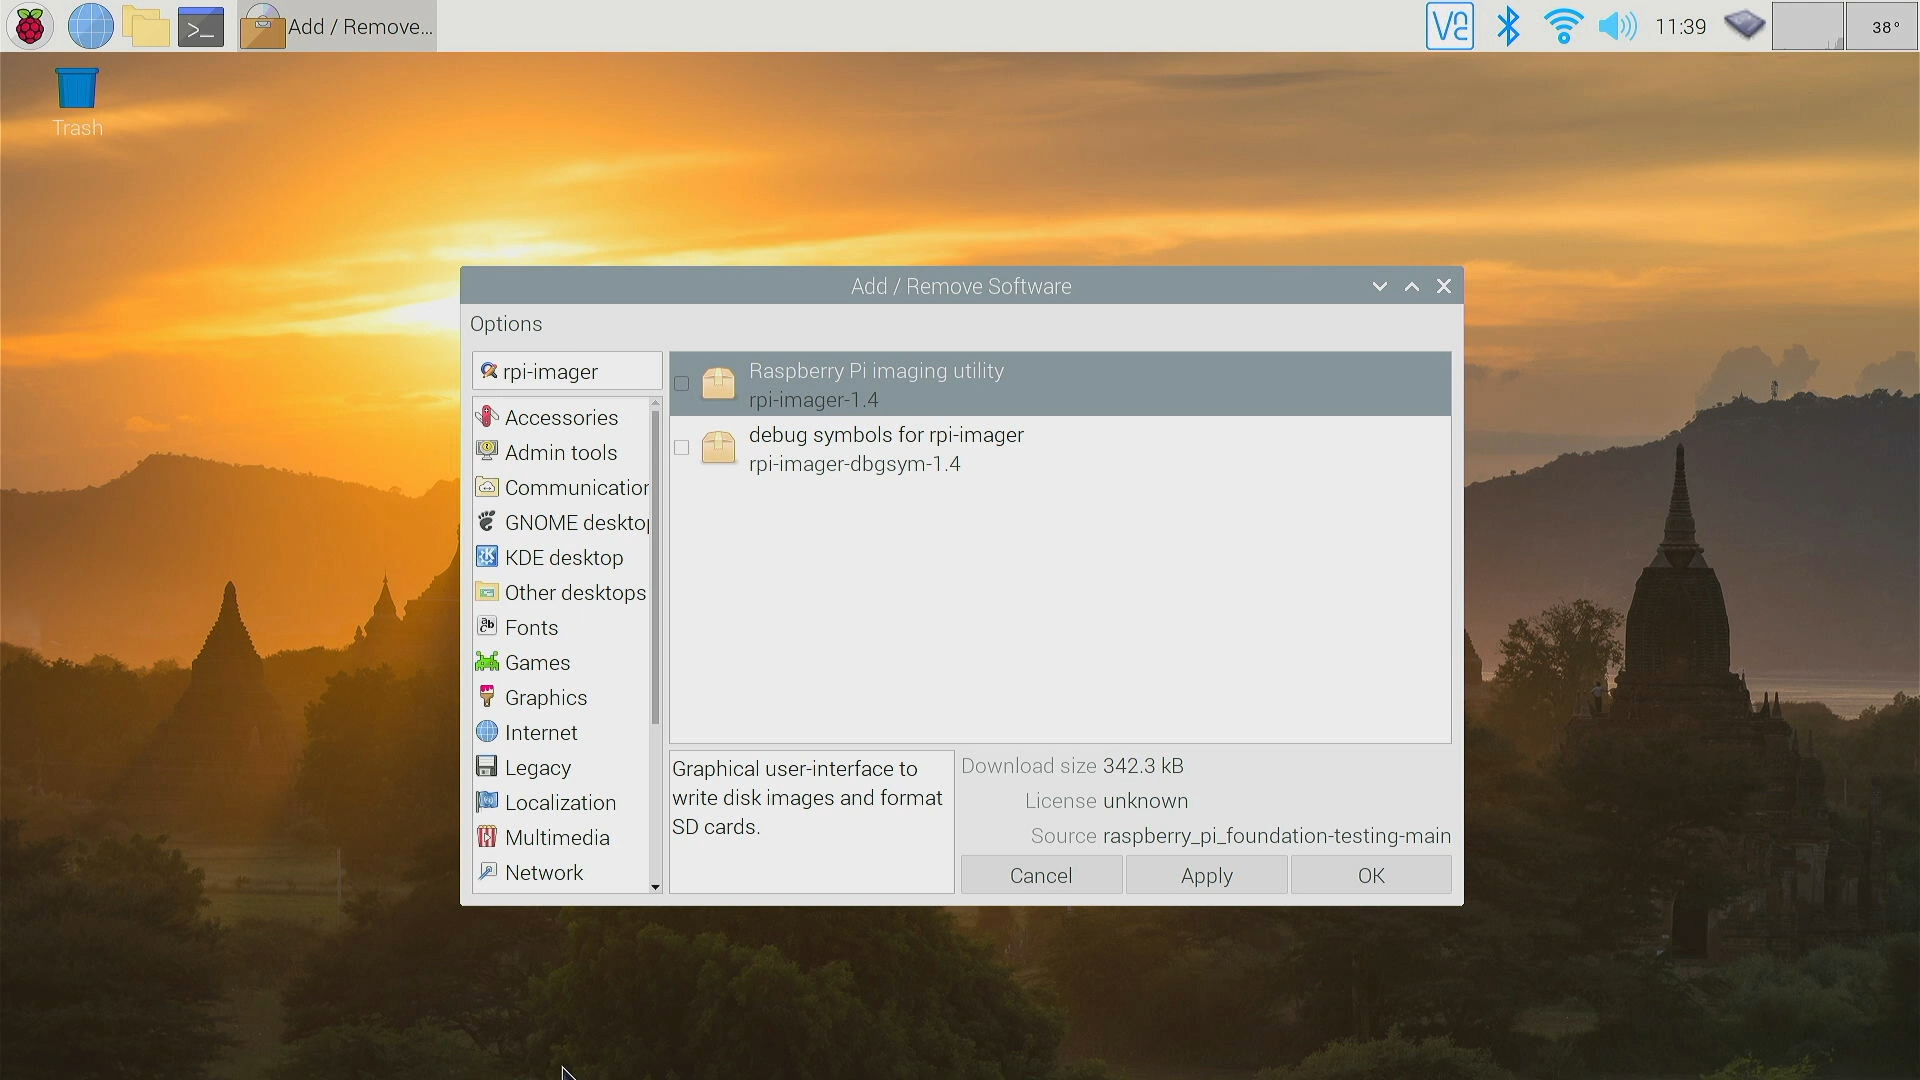 Add / Remove...
11:39
38°
Trash
Add / Remove Software
Options
rpi-imager
Accessories
Admin tools
Communication
GNOME desktop
KDE desktop
Other desktops
Fonts
Games
Graphics
Internet
Legacy
Localization
Multimedia
Network
Raspberry Pi imaging utility
rpi-imager-1.4
debug symbols for rpi-imager
rpi-imager-dbgsym-1.4
Graphical user-interface to
write disk images and format
SD cards.
Download size 342.3 kB
License unknown
Source raspberry_pi_foundation-testing-main
Cancel
Apply
OK